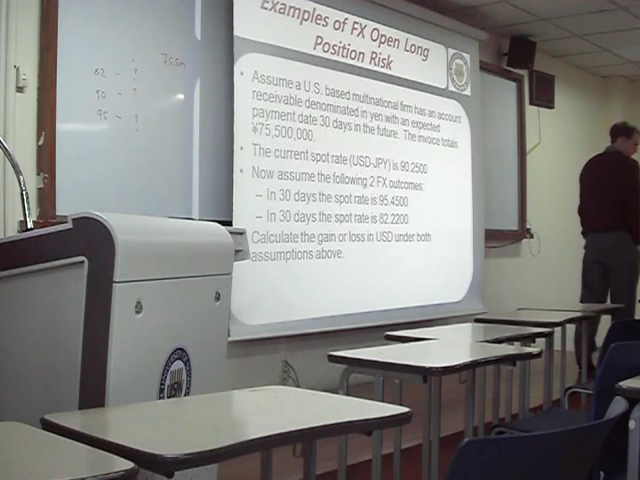 Examples of FX Open Long
Position Risk
• Assume a U.S. based multinational firm has an account
receivable denominated in yen with an expected
payment date 30 days in the future. The invoice totals
¥75,500,000.
• The current spot rate (USD-JPY) is 90.2500
• Now assume the following 2 FX outcomes:
– In 30 days the spot rate is 95.4500
– In 30 days the spot rate is 82.2200
Calculate the gain or loss in USD under both
assumptions above.
82 - ?
90 - ?
95 - ?